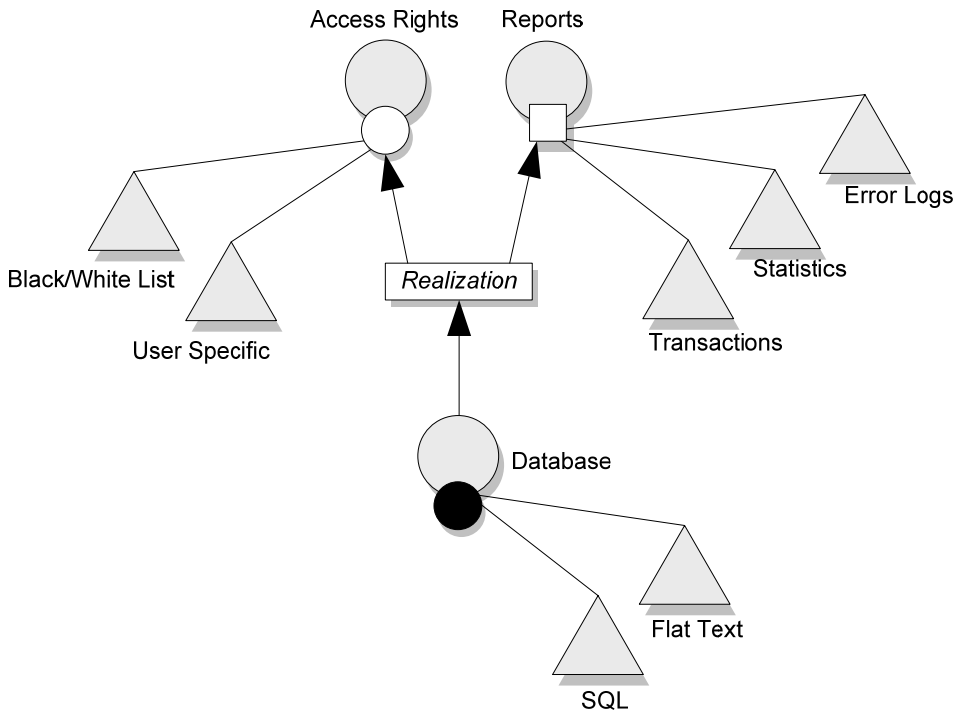 Access Rights
Reports
Error Logs
Black/White List
Realization
Statistics
User Specific
Transactions
Database
Flat Text
SQL